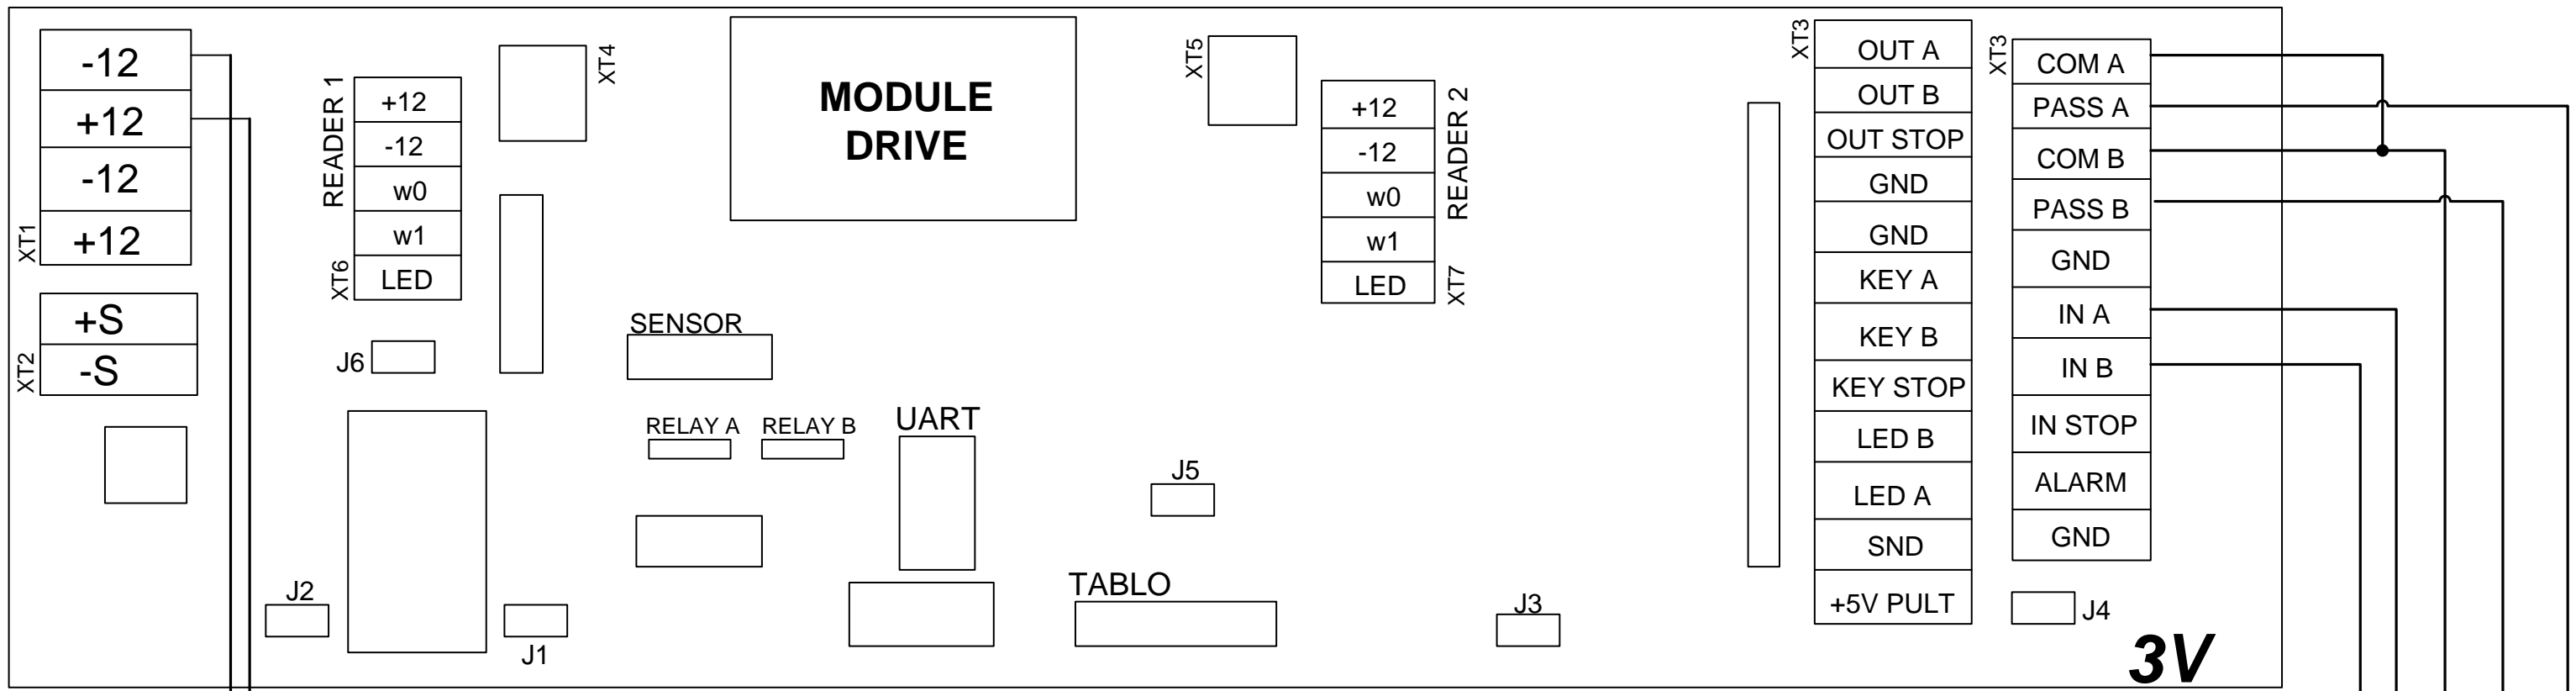 -12
+12
-12
+12
XT1
+S
-S
XT2
READER 1
+12
-12
w0
w1
LED
XT6
XT4
J6
J2
J1
MODULE
DRIVE
SENSOR
RELAY A
RELAY B
UART
TABLO
J5
J3
XT5
+12
-12
w0
w1
LED
READER 2
XT7
XT3
OUT A
OUT B
OUT STOP
GND
GND
KEY A
KEY B
KEY STOP
LED B
LED A
SND
+5V PULT
XT3
COM A
PASS A
COM B
PASS B
GND
IN A
IN B
IN STOP
ALARM
GND
J4
3V